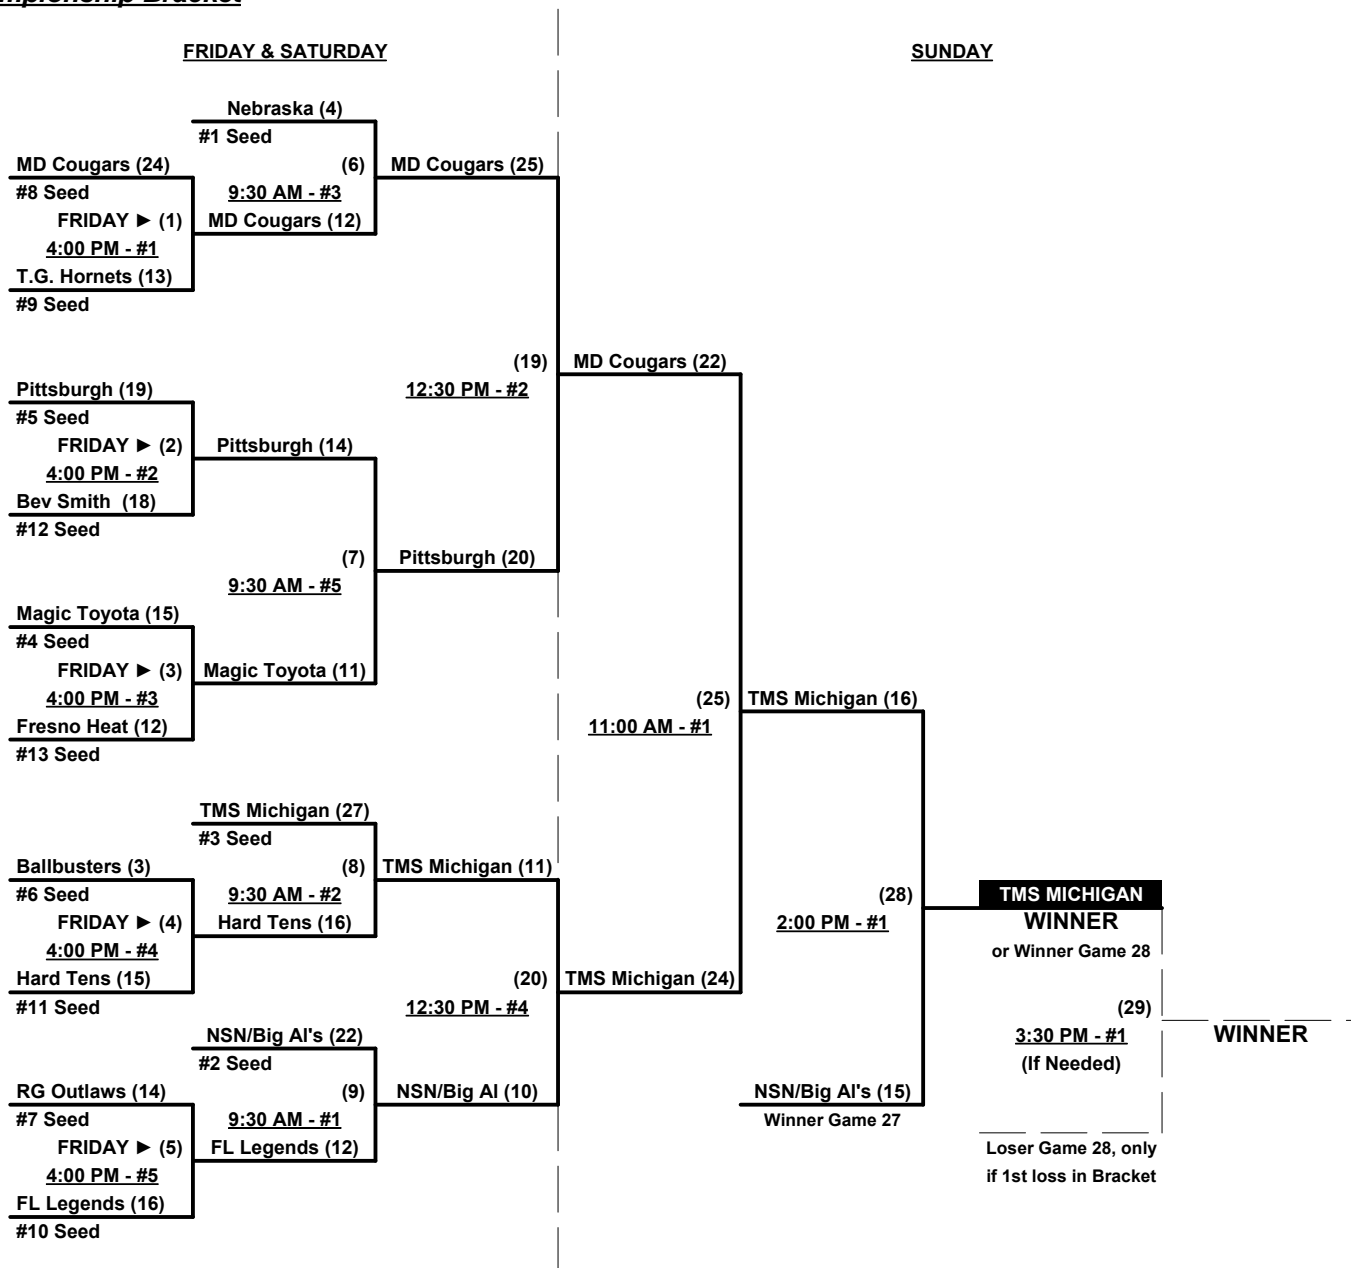 FRIDAY & SATURDAY
SUNDAY
Nebraska (4)
#1 Seed
MD Cougars (24)
(6)
MD Cougars (25)
#8 Seed
9:30 AM - #3
FRIDAY ► (1)
MD Cougars (12)
4:00 PM - #1
T.G. Hornets (13)
#9 Seed
(19)
MD Cougars (22)
Pittsburgh (19)
12:30 PM - #2
#5 Seed
FRIDAY ► (2)
Pittsburgh (14)
4:00 PM - #2
Bev Smith (18)
#12 Seed
(7)
Pittsburgh (20)
9:30 AM - #5
Magic Toyota (15)
#4 Seed
FRIDAY ► (3)
Magic Toyota (11)
4:00 PM - #3
(25)
TMS Michigan (16)
Fresno Heat (12)
11:00 AM - #1
#13 Seed
TMS Michigan (27)
#3 Seed
Ballbusters (3)
(8)
TMS Michigan (11)
#6 Seed
9:30 AM - #2
(28)
TMS MICHIGAN
FRIDAY ► (4)
Hard Tens (16)
2:00 PM - #1
WINNER
4:00 PM - #4
or Winner Game 28
Hard Tens (15)
(20)
TMS Michigan (24)
#11 Seed
12:30 PM - #4
(29)
NSN/Big Al's (22)
3:30 PM - #1
WINNER
#2 Seed
(If Needed)
RG Outlaws (14)
(9)
NSN/Big Al (10)
NSN/Big Al's (15)
#7 Seed
9:30 AM - #1
Winner Game 27
FRIDAY ► (5)
FL Legends (12)
Loser Game 28, only
4:00 PM - #5
if 1st loss in Bracket
FL Legends (16)
#10 Seed